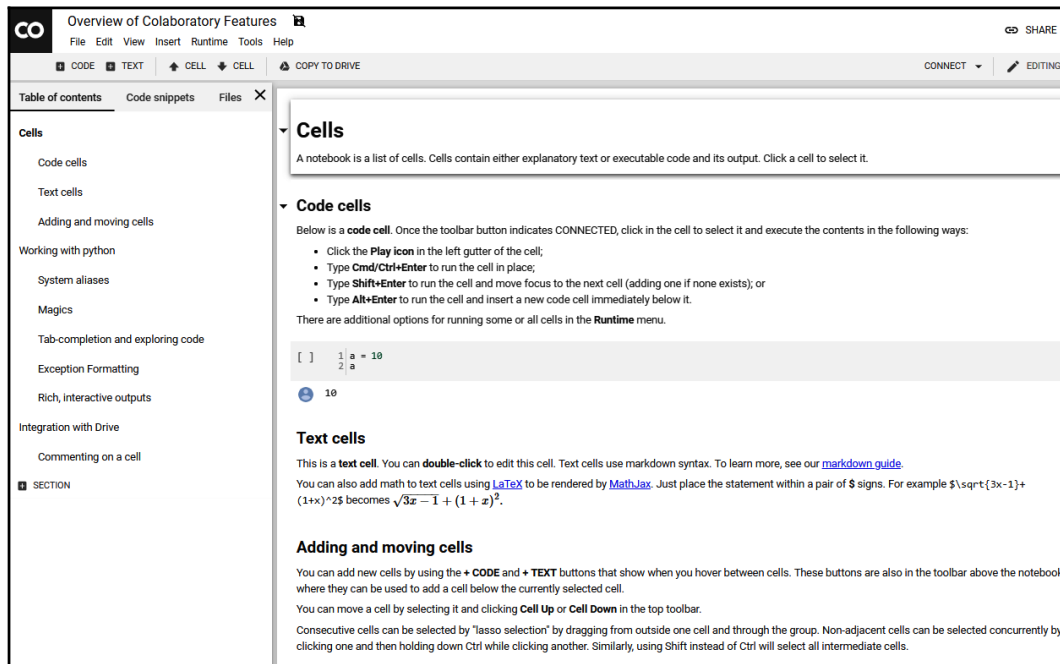 CO
Overview of Colaboratory Features
File Edit View Insert Runtime Tools Help
SHARE
CODE TEXT CELL CELL COPY TO DRIVE
CONNECT EDITING
Table of contents Code snippets Files
Cells
Code cells
Text cells
Adding and moving cells
Working with python
System aliases
Magics
Tab-completion and exploring code
Exception Formatting
Rich, interactive outputs
Integration with Drive
Commenting on a cell
SECTION
Cells
A notebook is a list of cells. Cells contain either explanatory text or executable code and its output. Click a cell to select it.
Code cells
Below is a code cell. Once the toolbar button indicates CONNECTED, click in the cell to select it and execute the contents in the following ways:
• Click the Play icon in the left gutter of the cell;
• Type Cmd/Ctrl+Enter to run the cell in place;
• Type Shift+Enter to run the cell and move focus to the next cell (adding one if none exists); or
• Type Alt+Enter to run the cell and insert a new code cell immediately below it.
There are additional options for running some or all cells in the Runtime menu.
[ ] 1 a = 10
2 a
10
Text cells
This is a text cell. You can double-click to edit this cell. Text cells use markdown syntax. To learn more, see our markdown guide.
You can also add math to text cells using LaTeX to be rendered by MathJax. Just place the statement within a pair of $ signs. For example $\sqrt{3x-1}+
(1+x)^2$ becomes √3x − 1 + (1 + x)².
Adding and moving cells
You can add new cells by using the + CODE and + TEXT buttons that show when you hover between cells. These buttons are also in the toolbar above the notebook
where they can be used to add a cell below the currently selected cell.
You can move a cell by selecting it and clicking Cell Up or Cell Down in the top toolbar.
Consecutive cells can be selected by "lasso selection" by dragging from outside one cell and through the group. Non-adjacent cells can be selected concurrently by
clicking one and then holding down Ctrl while clicking another. Similarly, using Shift instead of Ctrl will select all intermediate cells.